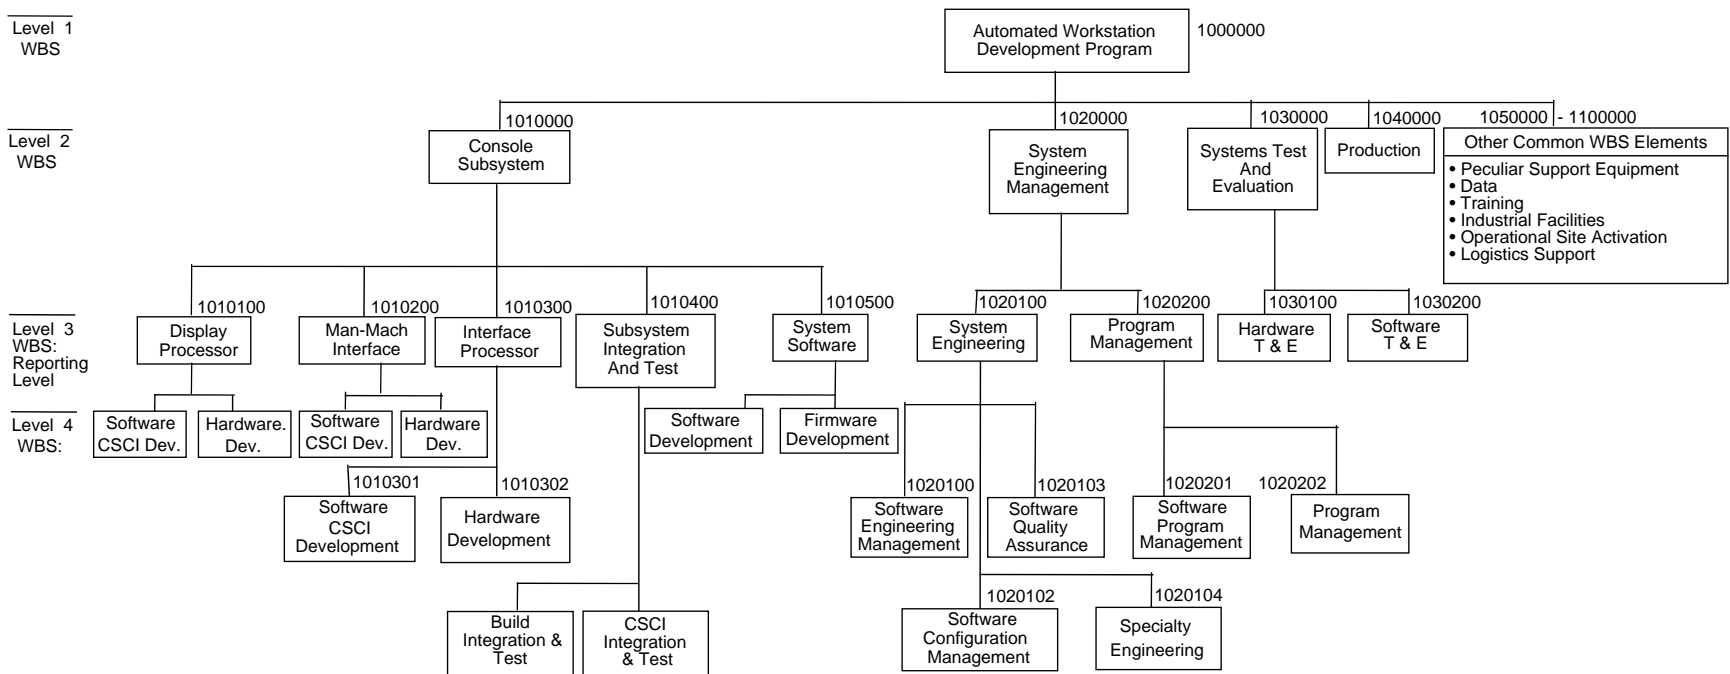 Level 1
WBS
Automated Workstation
Development Program
1000000
Level 2
WBS
1010000
Console
Subsystem
1020000
System
Engineering
Management
1030000
Systems Test
And
Evaluation
1040000
Production
1050000 - 1100000
Other Common WBS Elements
• Peculiar Support Equipment
• Data
• Training
• Industrial Facilities
• Operational Site Activation
• Logistics Support
Level 3
WBS:
Reporting
Level
1010100
Display
Processor
1010200
Man-Mach
Interface
1010300
Interface
Processor
1010400
Subsystem
Integration
And Test
1010500
System
Software
1020100
System
Engineering
1020200
Program
Management
1030100
Hardware
T & E
1030200
Software
T & E
Level 4
WBS:
Software
CSCI Dev.
Hardware.
Dev.
Software
CSCI Dev.
Hardware
Dev.
Software
Development
Firmware
Development
1010301
Software
CSCI
Development
1010302
Hardware
Development
1020100
Software
Engineering
Management
1020103
Software
Quality
Assurance
1020201
Software
Program
Management
1020202
Program
Management
Build
Integration &
Test
CSCI
Integration
& Test
1020102
Software
Configuration
Management
1020104
Specialty
Engineering